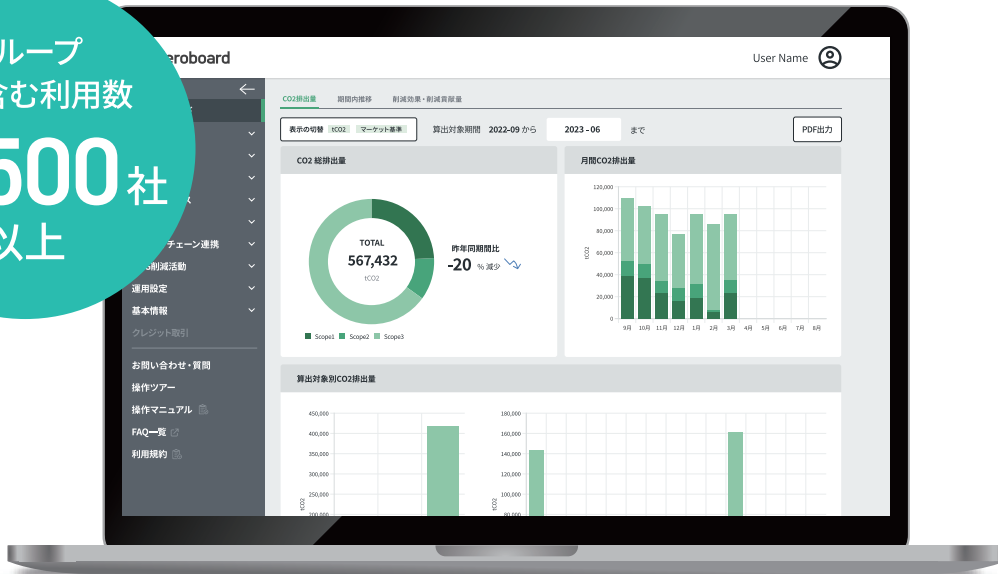 ループ
含む利用数
500社
以上
eroboard
User Name
CO2排出量
期間内推移
削減効果・削減貢献量
表示の切替 tCO2 マーケット基準
算出対象期間 2022-09 から 2023-06 まで
PDF出力
CO2 総排出量
TOTAL
567,432
tCO2
昨年同期間比
-20 % 減少
Scope1 Scope2 Scope3
月間CO2排出量
tCO2
120,000
100,000
80,000
60,000
40,000
20,000
0
9月 10月 11月 12月 1月 2月 3月 4月 5月 6月 7月 8月
チェーン連携
削減活動
運用設定
基本情報
クレジット取引
お問い合わせ・質問
操作ツアー
操作マニュアル
FAQ一覧
利用規約
算出対象別CO2排出量
tCO2
450,000
400,000
350,000
300,000
250,000
200,000
tCO2
180,000
160,000
140,000
120,000
100,000
80,000